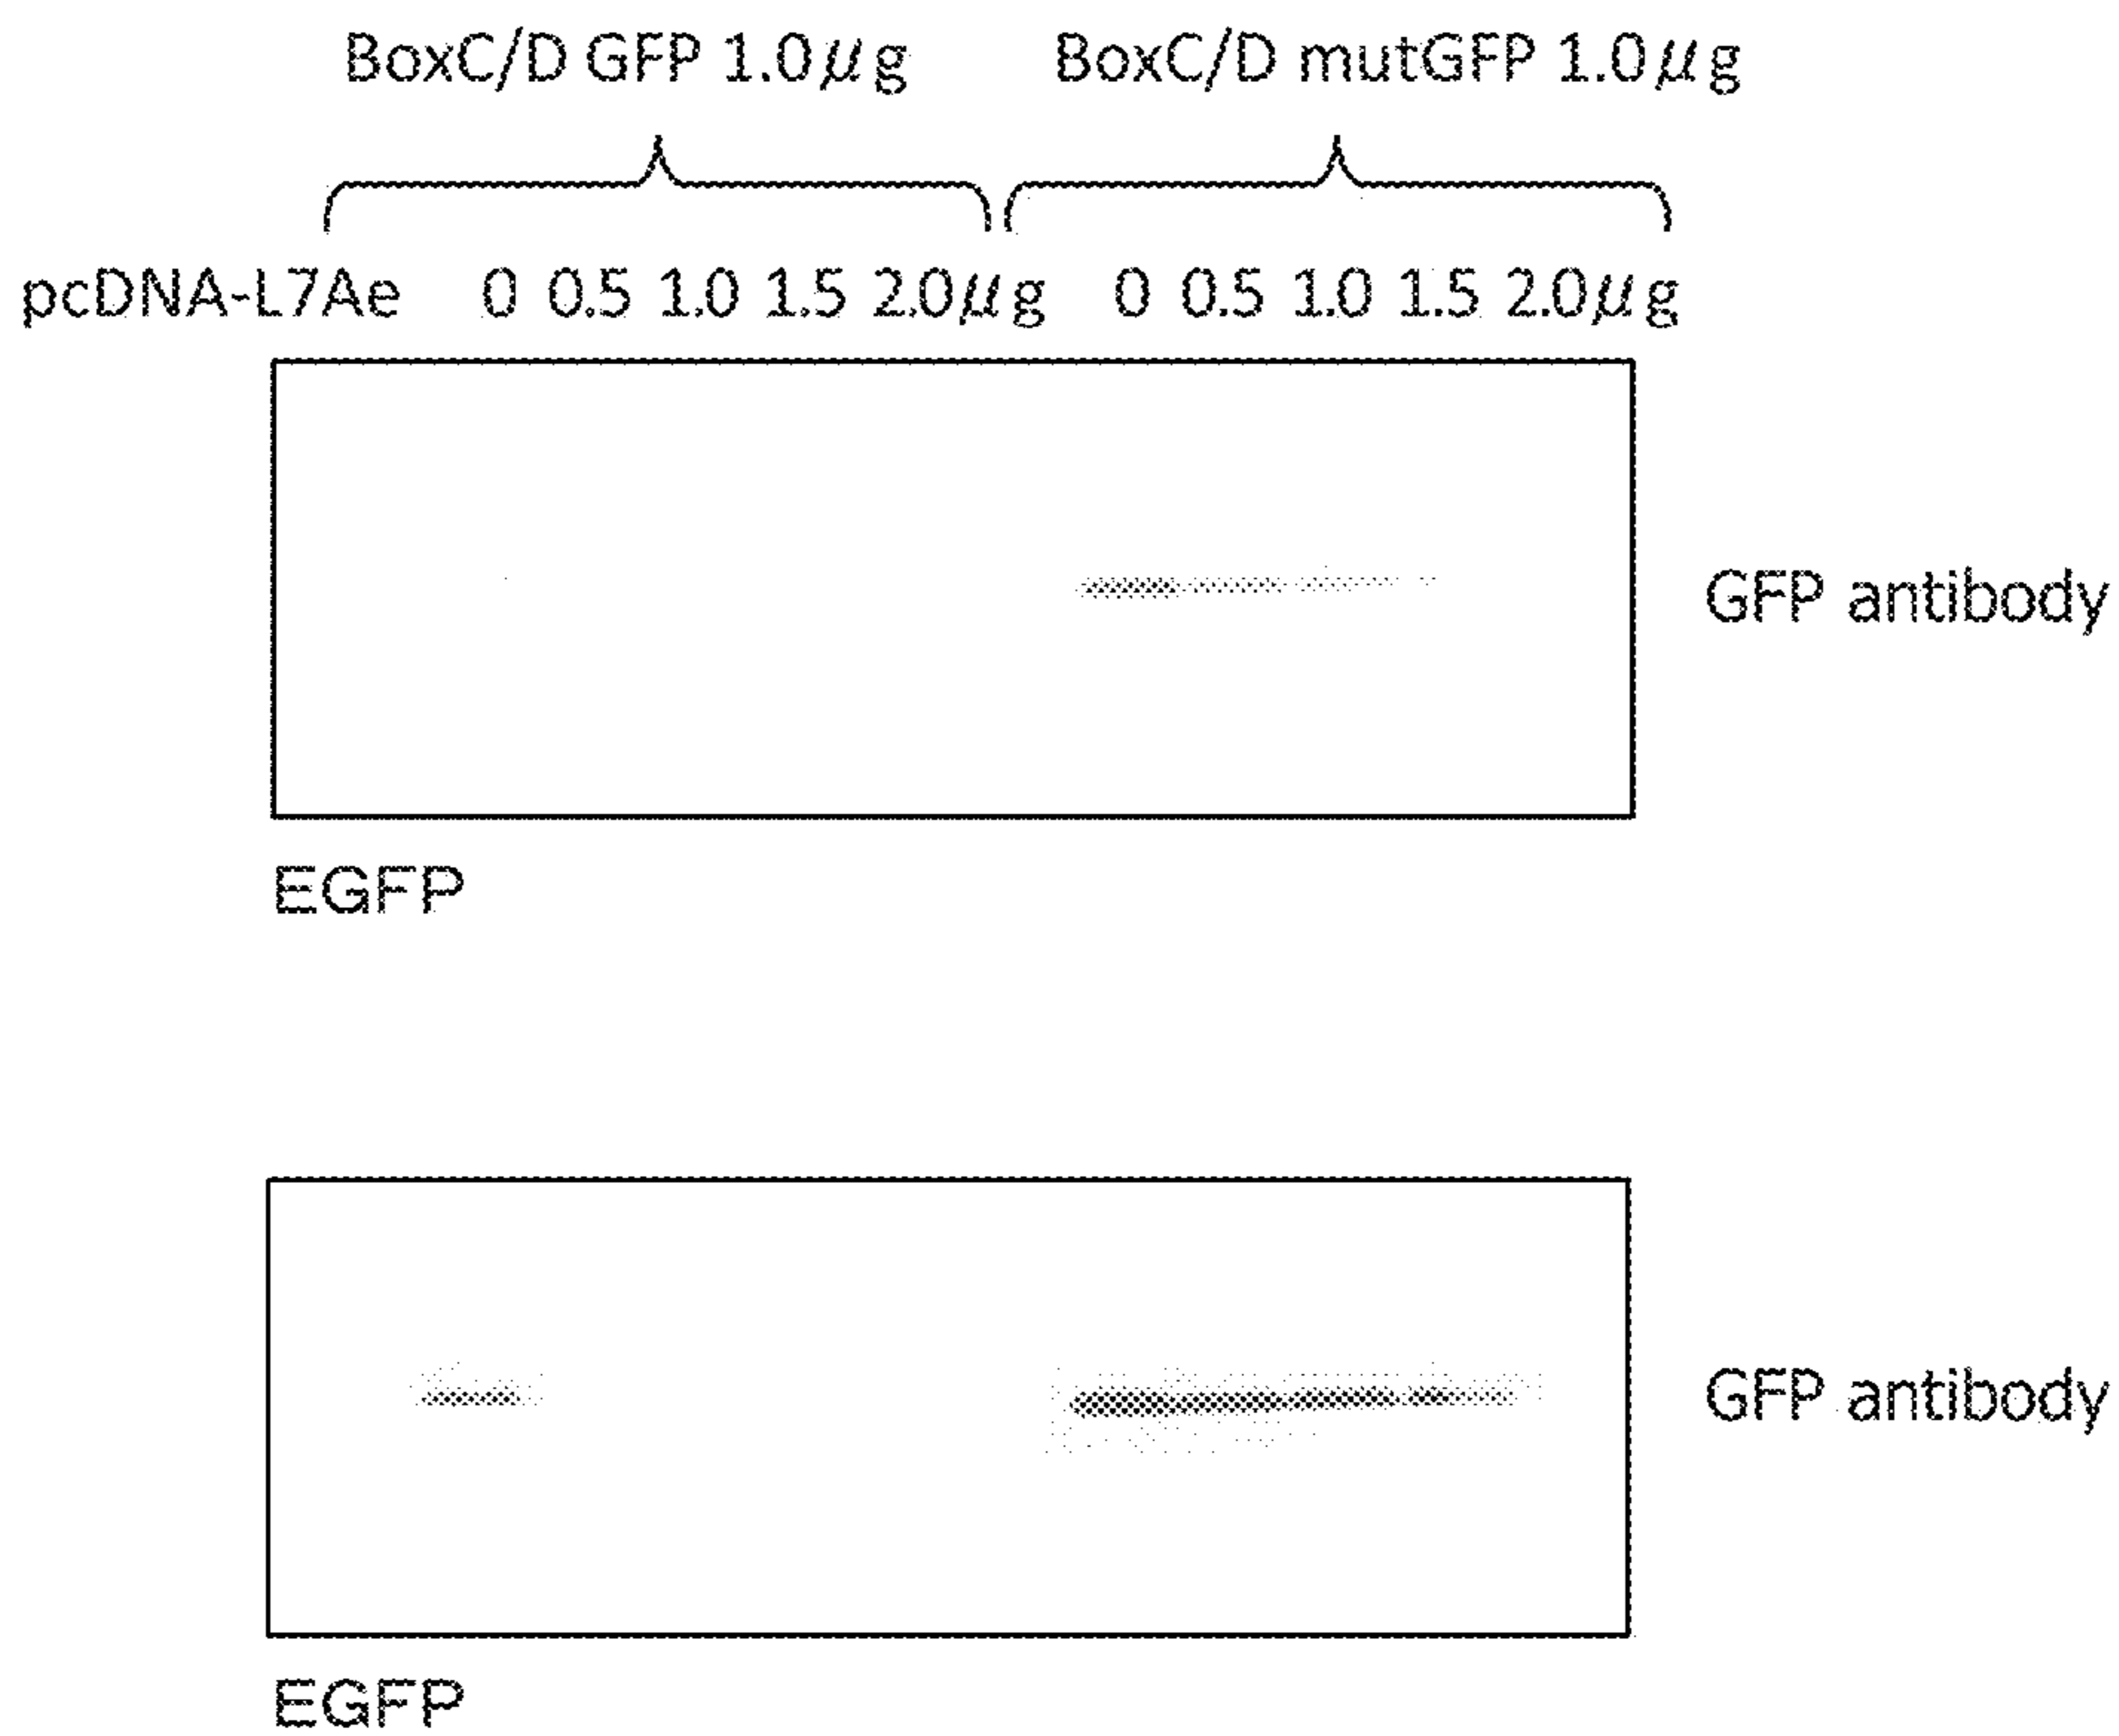 BoxC/D GFP 1.0μg BoxC/D mutGFP 1.0μg
pcDNA-L7Ae 0 0.5 1.0 1.5 2.0μg 0 0.5 1.0 1.5 2.0μg
GFP antibody
EGFP
GFP antibody
EGFP